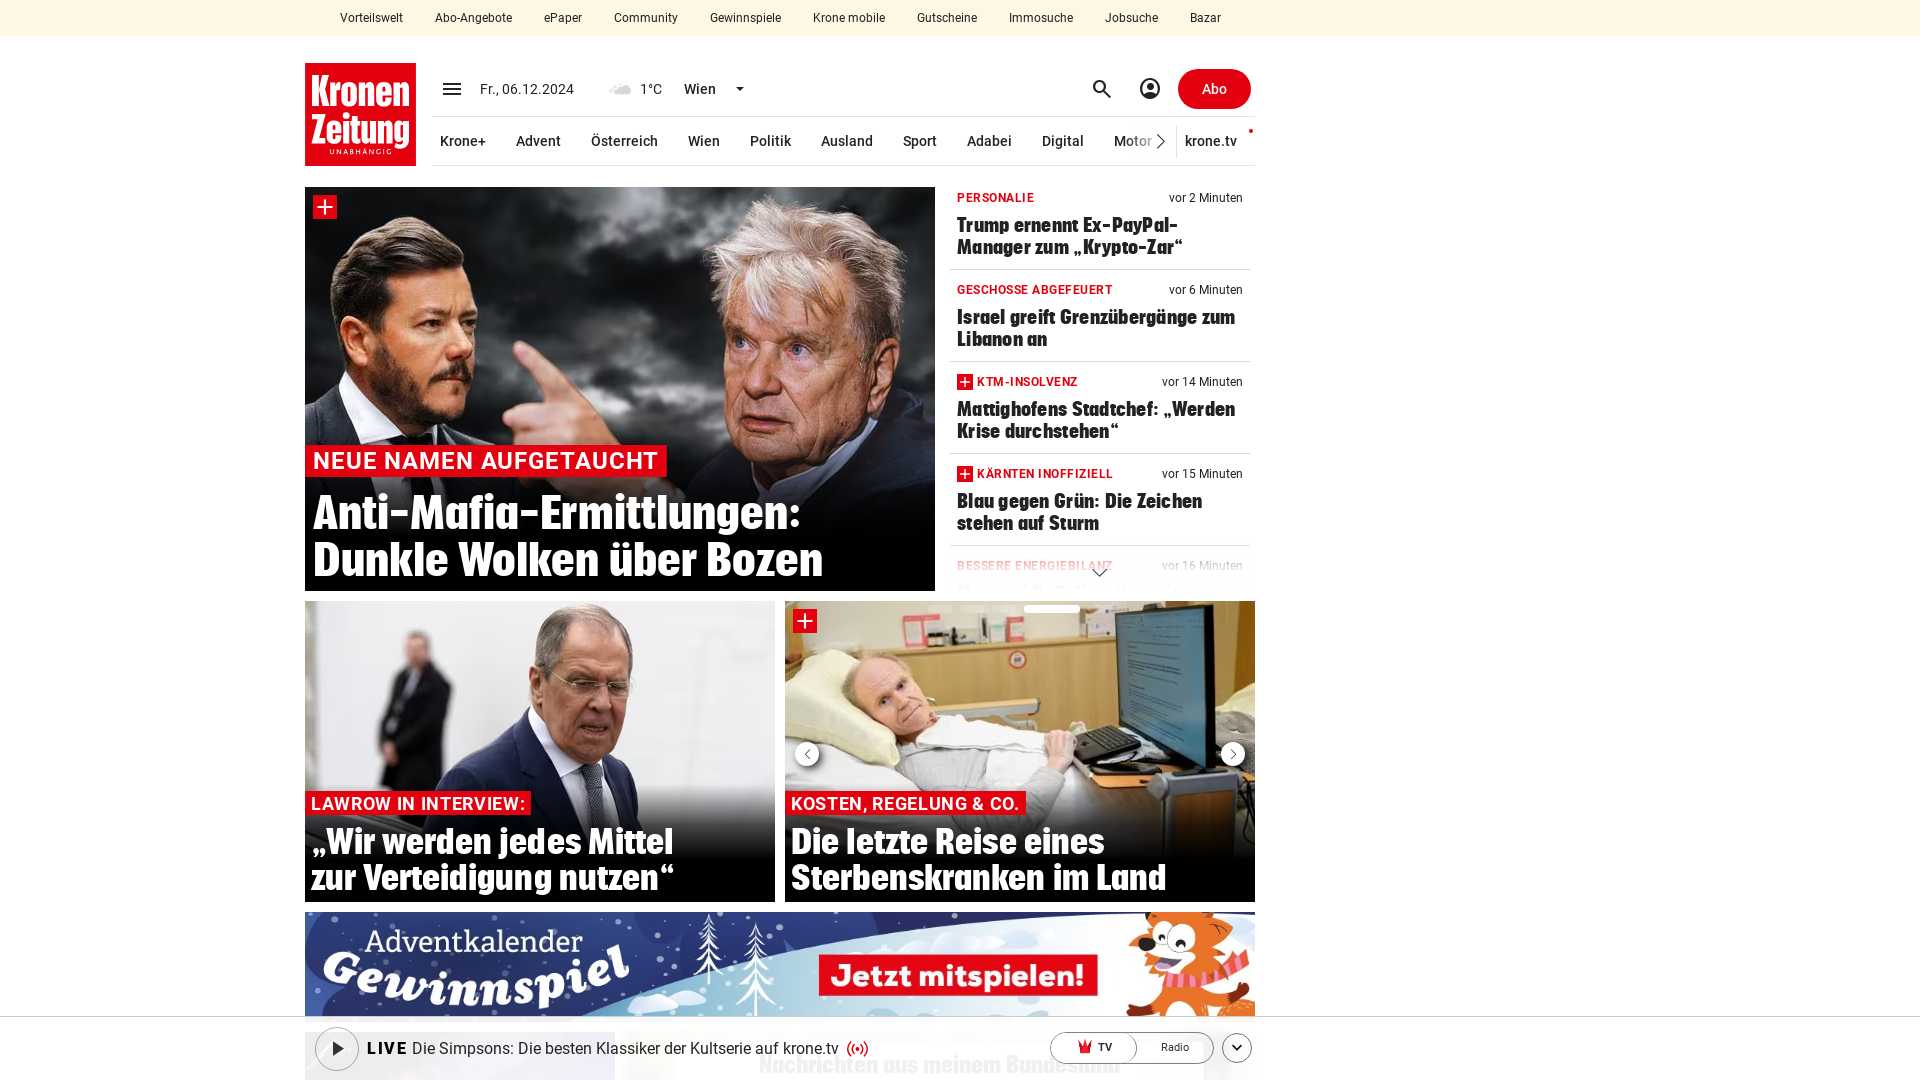 Vorteilswelt Abo-Angebote ePaper Community Gewinnspiele Krone mobile Gutscheine Immosuche Jobsuche Bazar
Kronen
Zeitung
UNABHÄNGIG
Fr., 06.12.2024 1°C Wien Abo
Krone+ Advent Österreich Wien Politik Ausland Sport Adabei Digital Motor krone.tv
NEUE NAMEN AUFGETAUCHT
Anti-Mafia-Ermittlungen:
Dunkle Wolken über Bozen
PERSONALIE vor 2 Minuten
Trump ernennt Ex-PayPal-
Manager zum „Krypto-Zar“
GESCHOSSE ABGEFEUERT vor 6 Minuten
Israel greift Grenzübergänge zum
Libanon an
KTM-INSOLVENZ vor 14 Minuten
Mattighofens Stadtchef: „Werden
Krise durchstehen“
KÄRNTEN INOFFIZIELL vor 15 Minuten
Blau gegen Grün: Die Zeichen
stehen auf Sturm
BESSERE ENERGIEBILANZ vor 16 Minuten
LAWROW IN INTERVIEW:
„Wir werden jedes Mittel
zur Verteidigung nutzen“
KOSTEN, REGELUNG & CO.
Die letzte Reise eines
Sterbenskranken im Land
Adventkalender
Gewinnspiel
Jetzt mitspielen!
LIVE Die Simpsons: Die besten Klassiker der Kultserie auf krone.tv TV Radio
Nachrichten aus meinem Bundesland